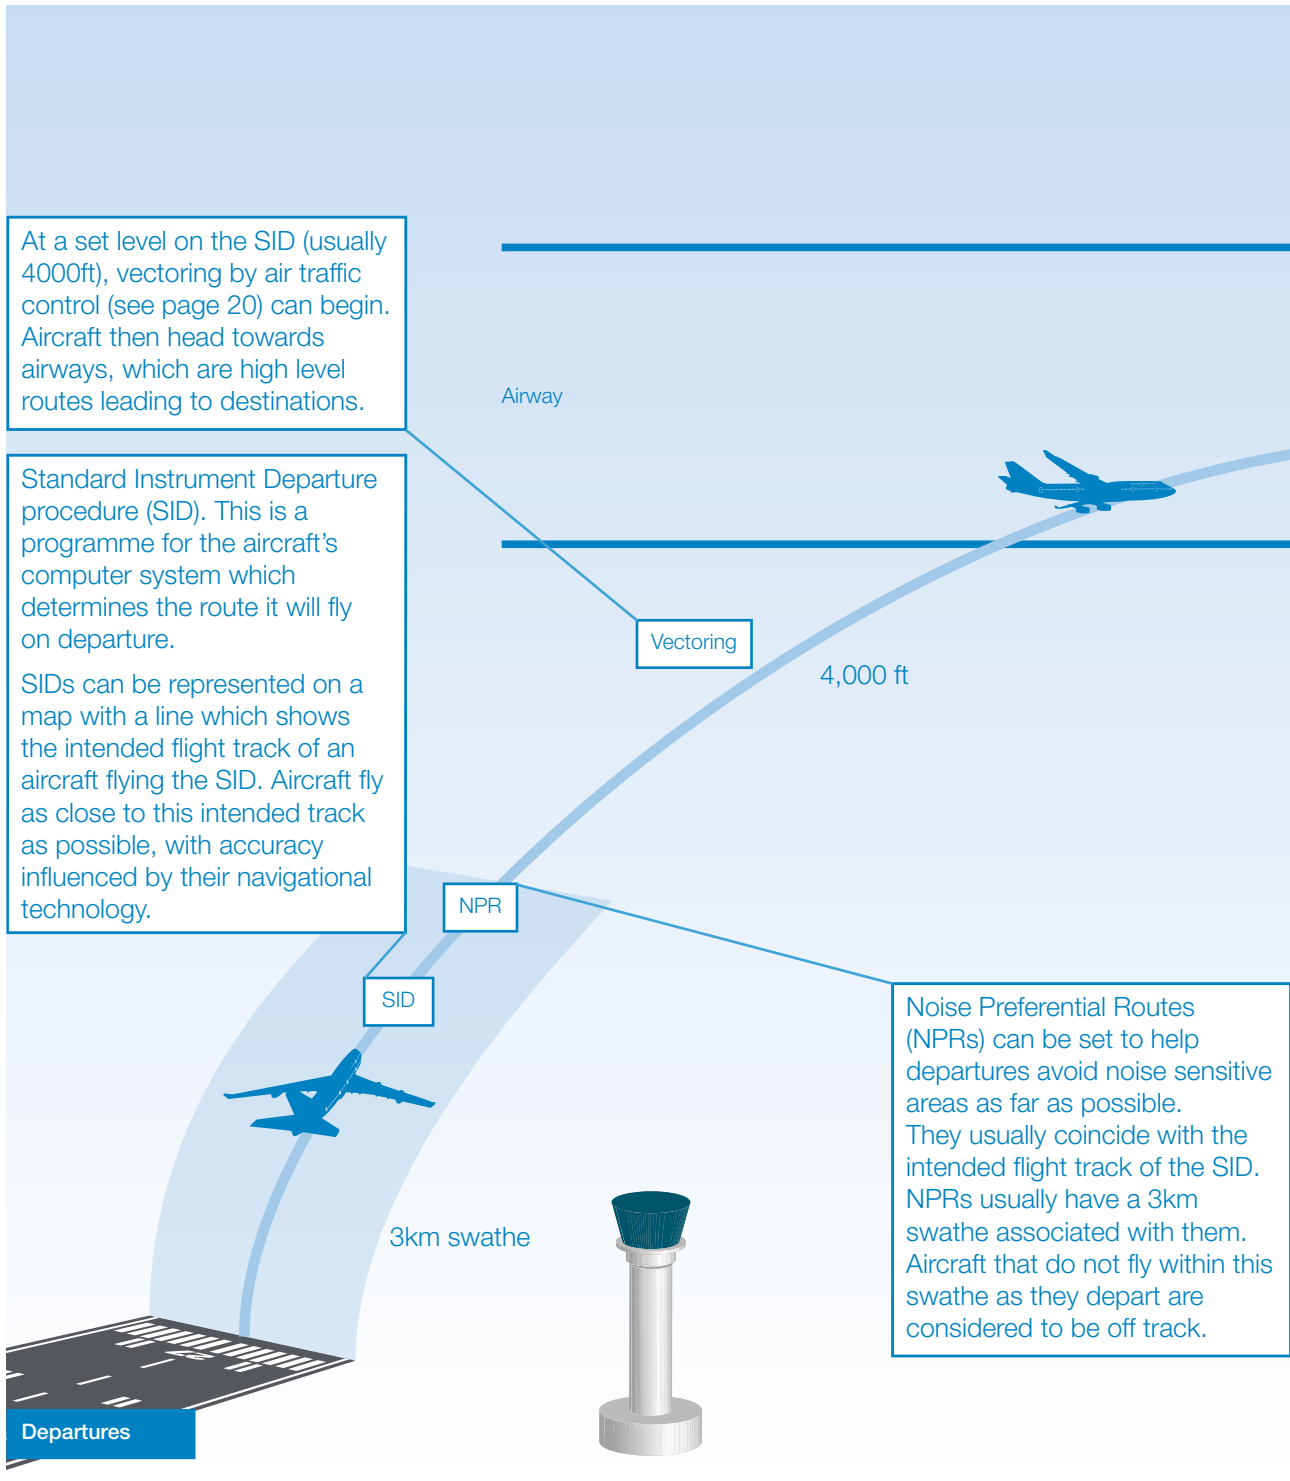 At a set level on the SID (usually
4000ft), vectoring by air traffic
control (see page 20) can begin.
Aircraft then head towards
airways, which are high level
routes leading to destinations.
Airway
Standard Instrument Departure
procedure (SID). This is a
programme for the aircraft’s
computer system which
determines the route it will fly
on departure.
SIDs can be represented on a
map with a line which shows
the intended flight track of an
aircraft flying the SID. Aircraft fly
as close to this intended track
as possible, with accuracy
influenced by their navigational
technology.
Vectoring
4,000 ft
NPR
SID
Noise Preferential Routes
(NPRs) can be set to help
departures avoid noise sensitive
areas as far as possible.
They usually coincide with the
intended flight track of the SID.
NPRs usually have a 3km
swathe associated with them.
Aircraft that do not fly within this
swathe as they depart are
considered to be off track.
3km swathe
Departures